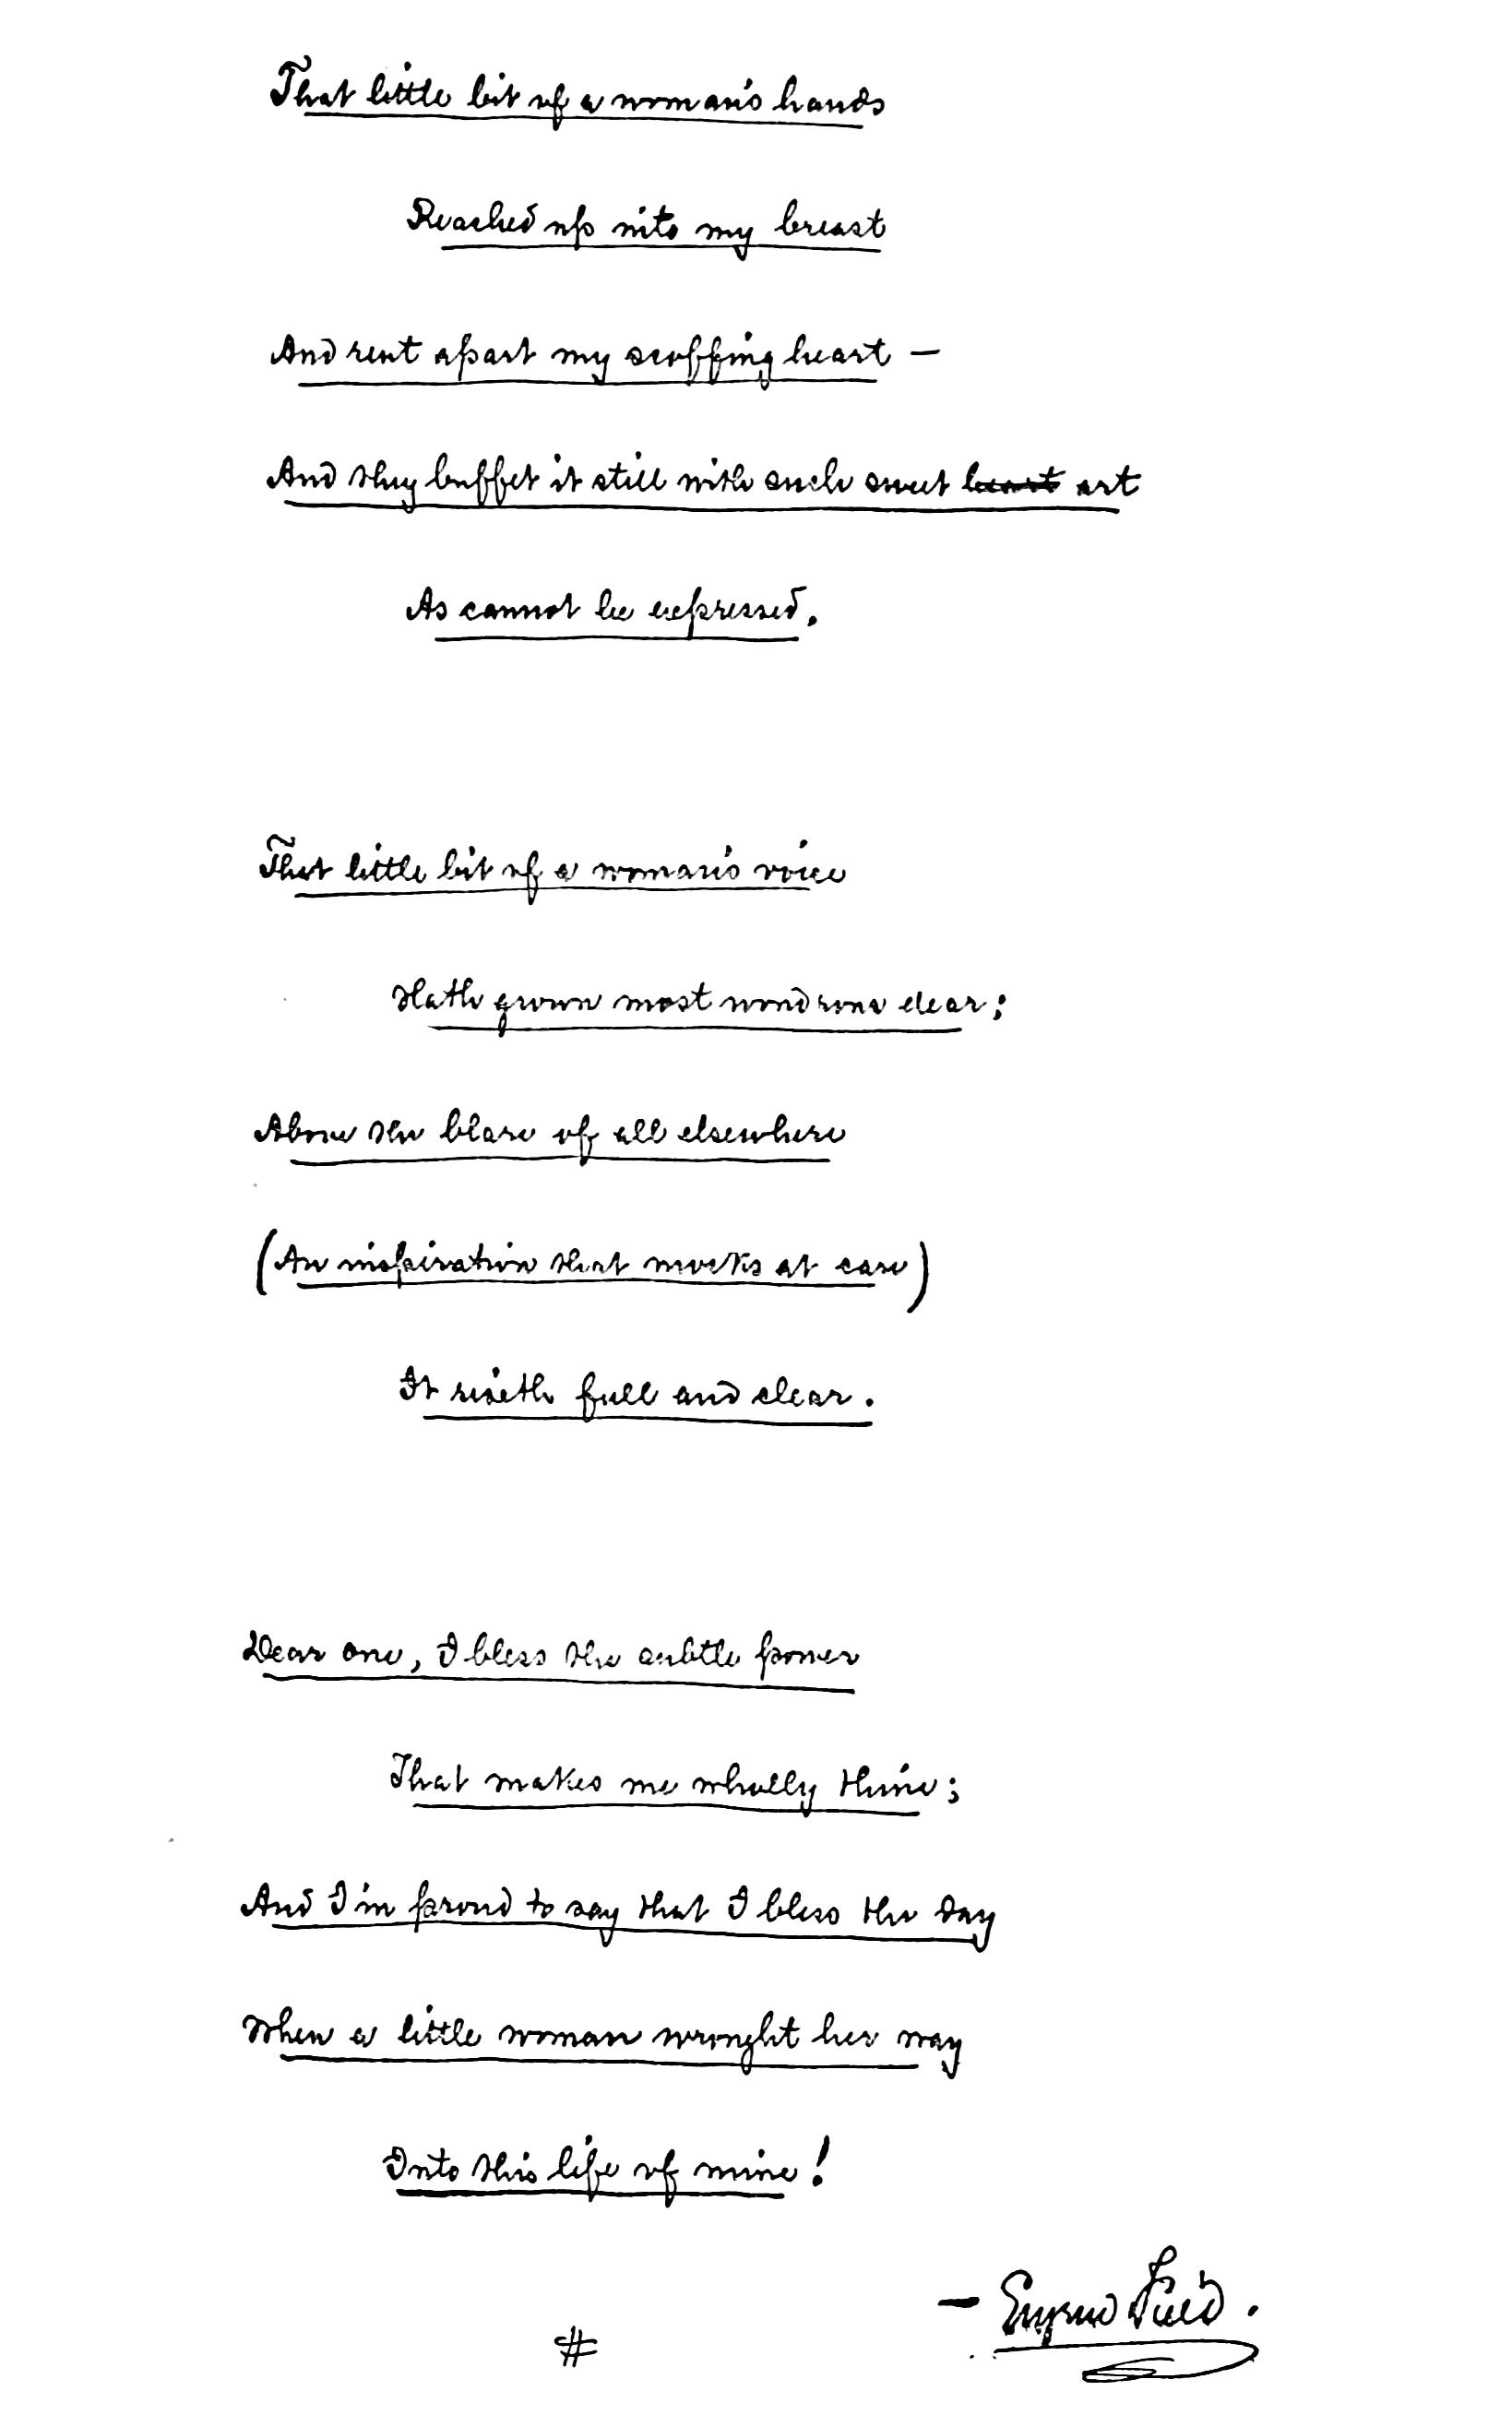 That little bit of a woman's hands
Reached up into my breast
And rent apart my scoffing heart —
And they buffet it still with such sweet heart art
As cannot be expressed.
That little bit of a woman's voice
Hath grown most wondrous dear;
Above the blare of all elsewhere
(An inspiration that mocks at care)
It riseth full and clear.
Dear one, I bless the subtle power
That makes me wholly thine;
And I'm proud to say that I bless the day
When a little woman wrought her way
Into this life of mine!
— Eugene Field.
#